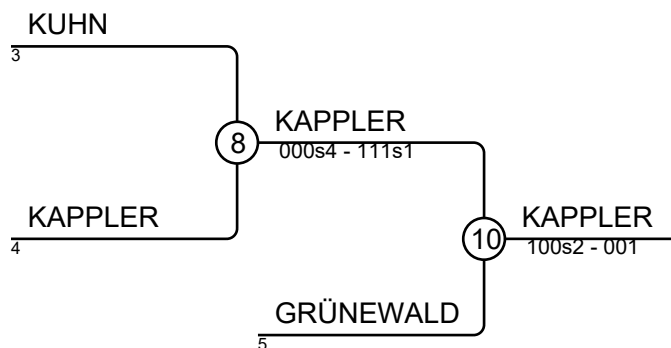 KUHN
3
8
KAPPLER
000s4 - 111s1
KAPPLER
4
10
KAPPLER
100s2 - 001
GRÜNEWALD
5